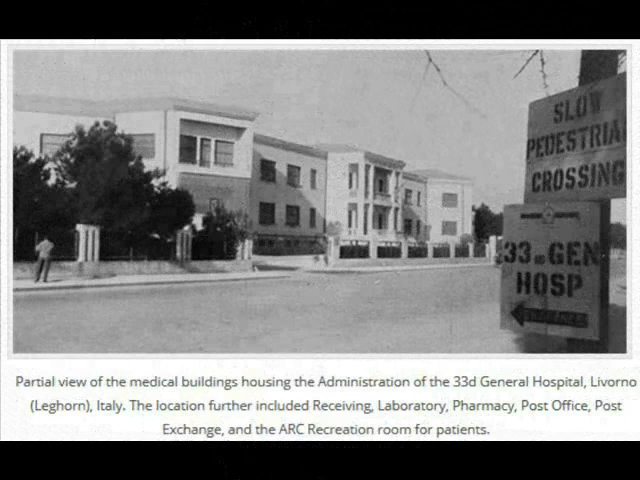 SLOW
PEDESTRIAN
CROSSING
33RD GEN
HOSP
Partial view of the medical buildings housing the Administration of the 33d General Hospital, Livorno
(Leghorn), Italy. The location further included Receiving, Laboratory, Pharmacy, Post Office, Post
Exchange, and the ARC Recreation room for patients.